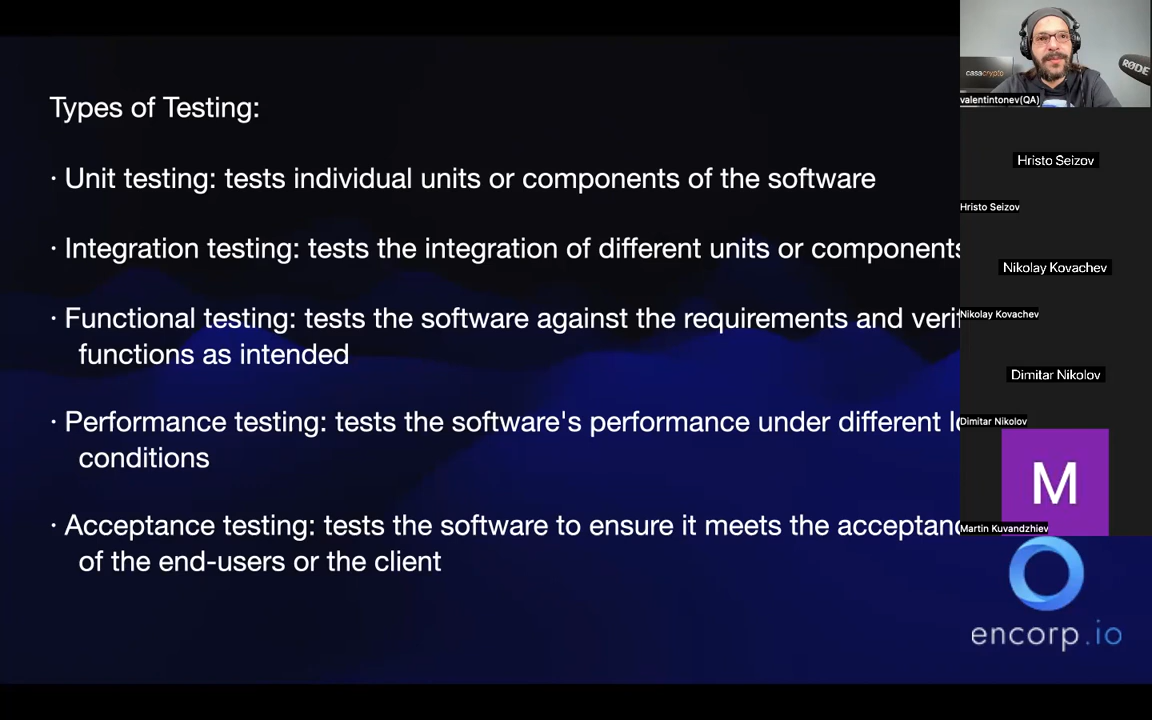 Types of Testing:
· Unit testing: tests individual units or components of the software
· Integration testing: tests the integration of different units or components
· Functional testing: tests the software against the requirements and
functions as intended
· Performance testing: tests the software's performance under different
conditions
· Acceptance testing: tests the software to ensure it meets the
of the end-users or the client
casacrypto
RØDE
valentintonev(QA)
Hristo Seizov
Hristo Seizov
Nikolay Kovachev
Nikolay Kovachev
Dimitar Nikolov
Dimitar Nikolov
M
Martin Kuvandzhiev
encorp.io